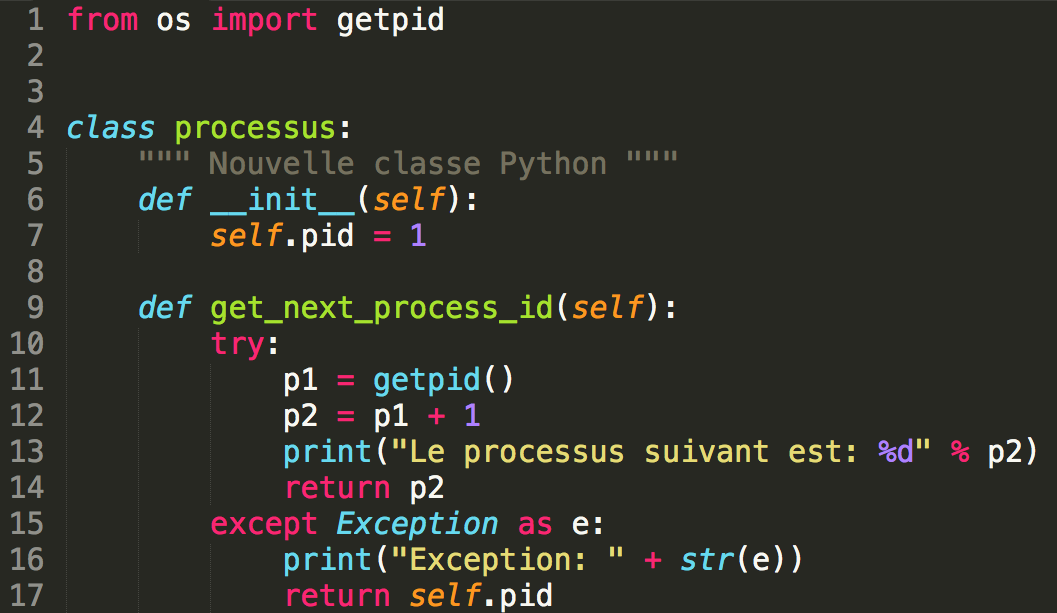 1 from os import getpid
2
3
4 class processus:
5     """ Nouvelle classe Python """
6     def __init__(self):
7         self.pid = 1
8
9     def get_next_process_id(self):
10         try:
11             p1 = getpid()
12             p2 = p1 + 1
13             print("Le processus suivant est: %d" % p2)
14             return p2
15         except Exception as e:
16             print("Exception: " + str(e))
17             return self.pid